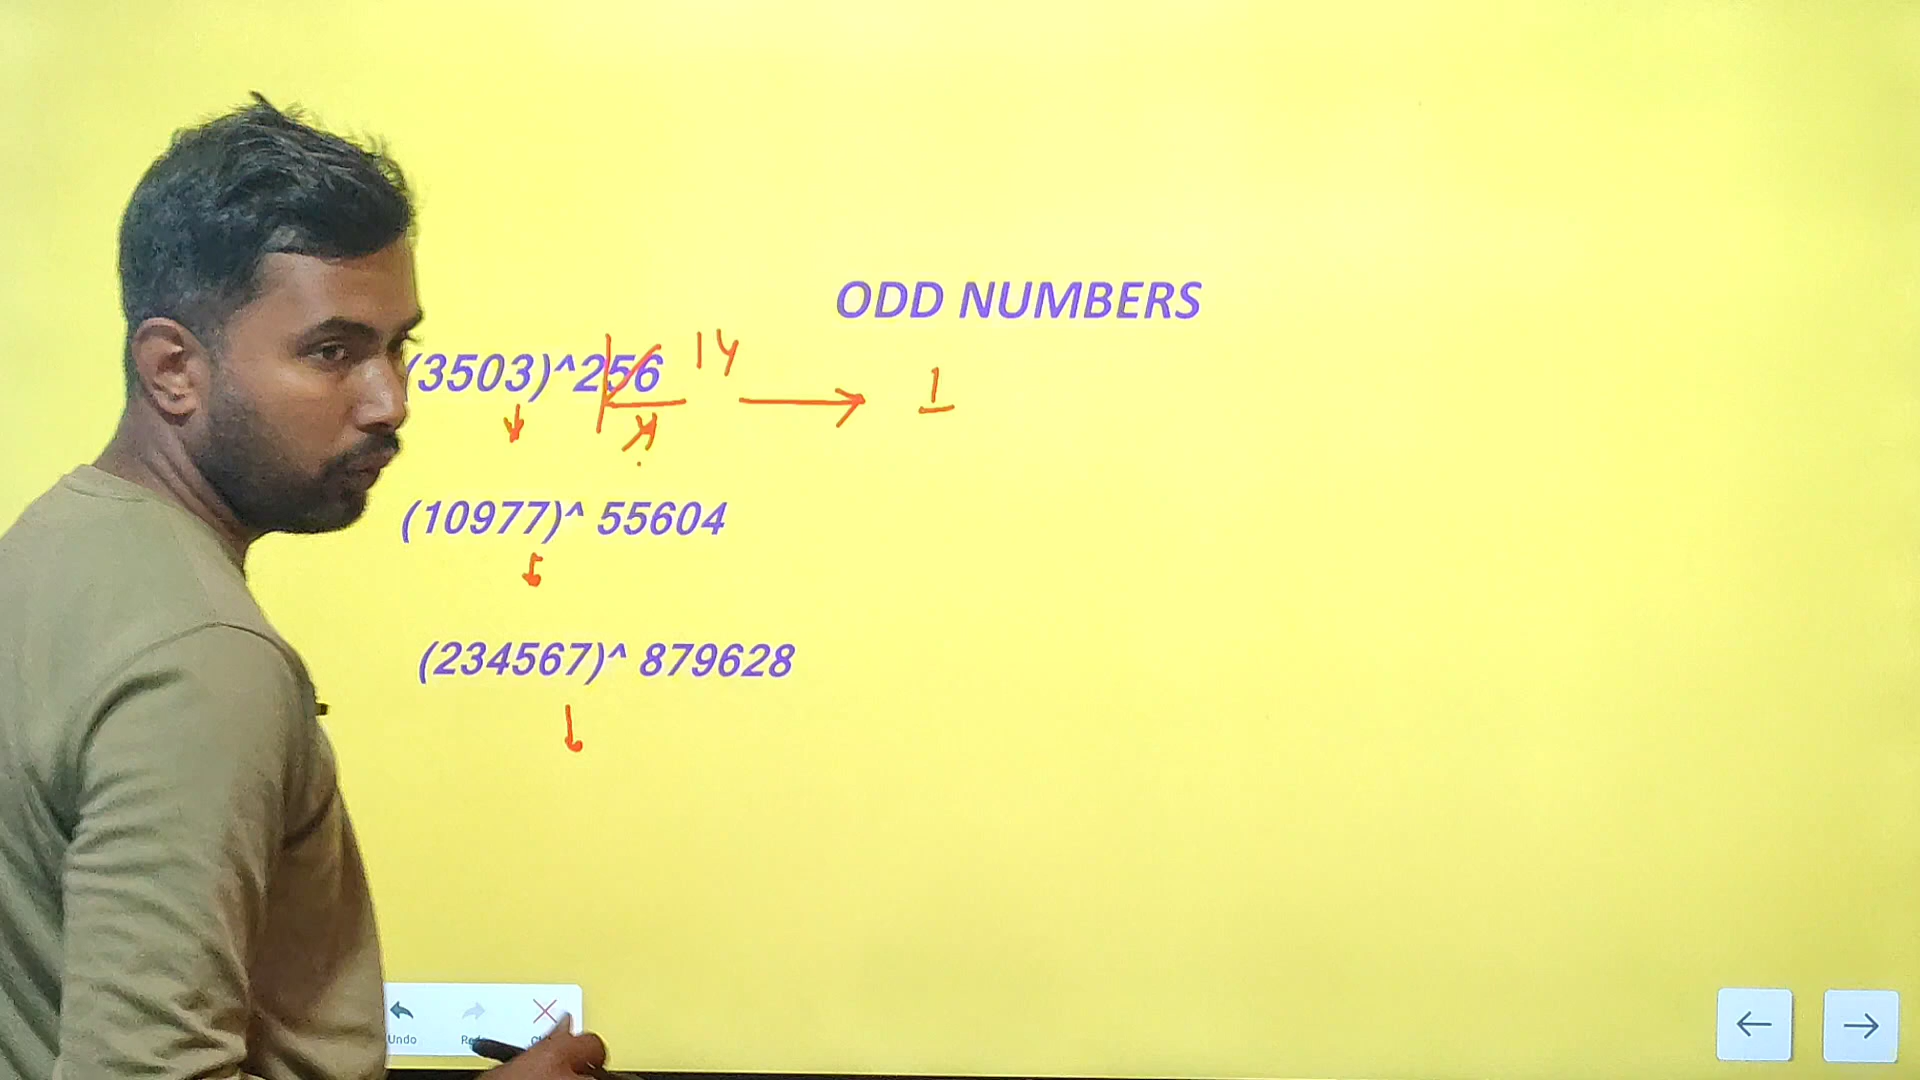 ODD NUMBERS
(3503)^256 14
4
1
(10977)^ 55604
(234567)^ 879628
Undo